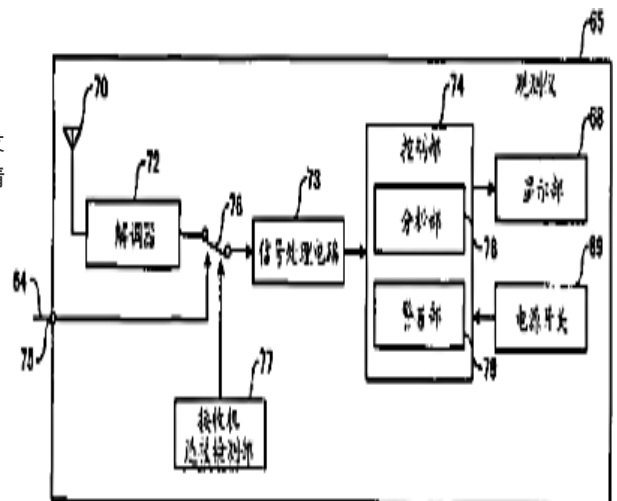 65
观测仪
70
74
68
控制部
显示部
72
76
73
解调器
信号处理电路
分析部
78
69
64
警告部
电源开关
75
79
77
接收机
连接检测部